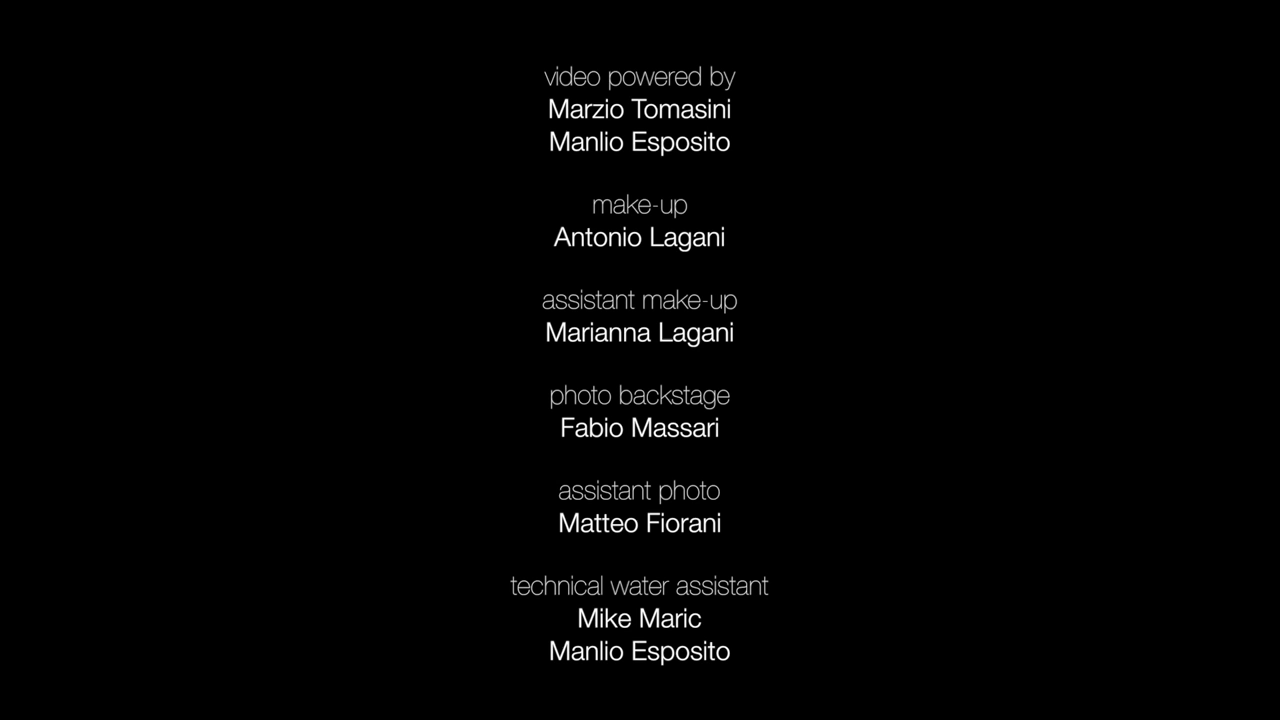 video powered by
Marzio Tomasini
Manlio Esposito
make-up
Antonio Lagani
assistant make-up
Marianna Lagani
photo backstage
Fabio Massari
assistant photo
Matteo Fiorani
technical water assistant
Mike Maric
Manlio Esposito